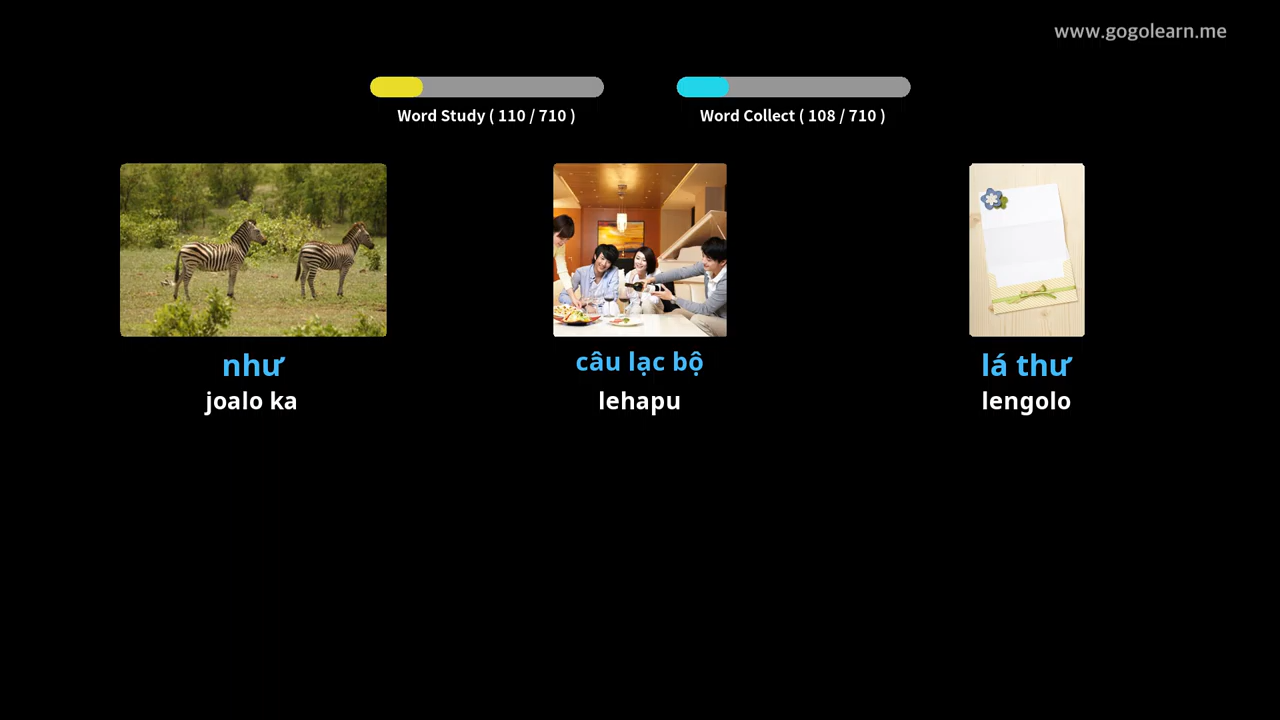 www.gogolearn.me
Word Study ( 110 / 710 )
Word Collect ( 108 / 710 )
như
joalo ka
câu lạc bộ
lehapu
lá thư
lengolo